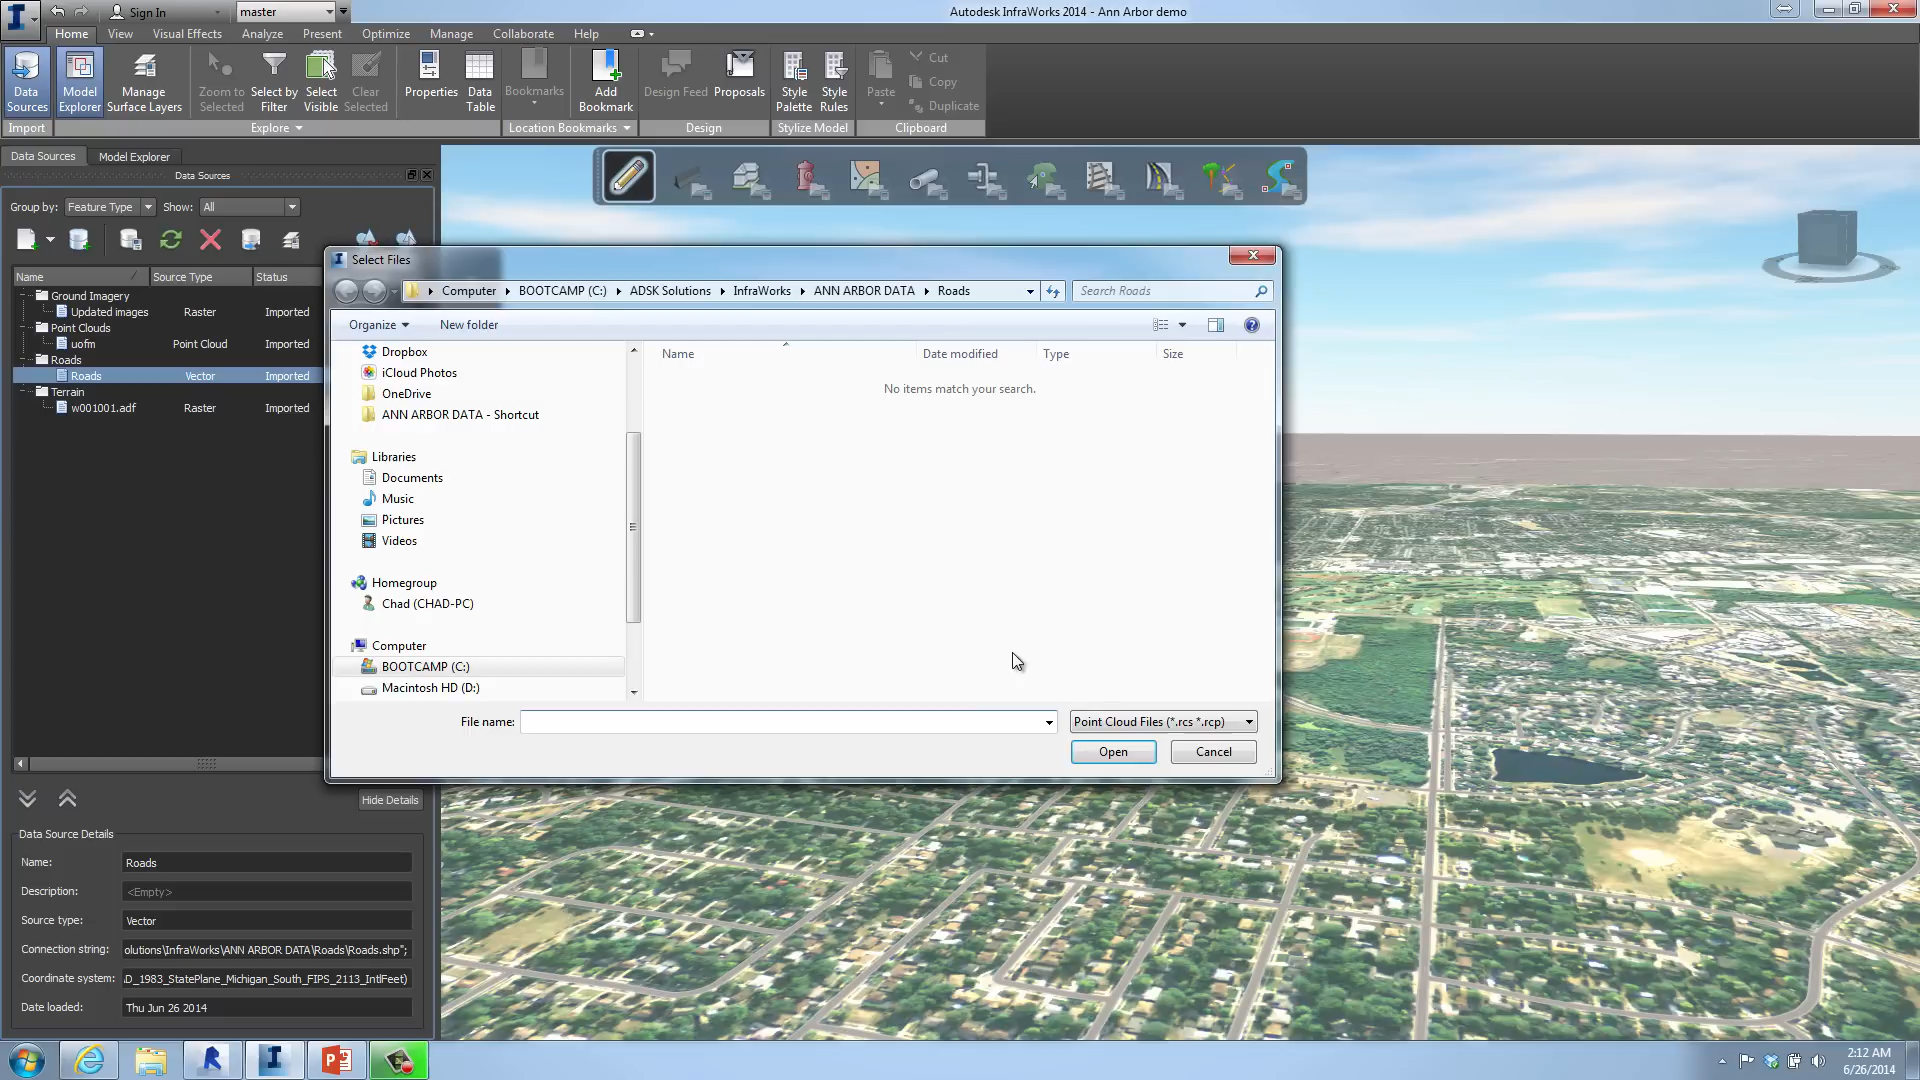 Sign In
master
Autodesk InfraWorks 2014 - Ann Arbor demo
Home View Visual Effects Analyze Present Optimize Manage Collaborate Help
Data Sources
Model Explorer
Manage Surface Layers
Zoom to Selected
Select by Filter
Select Visible
Clear Selected
Properties
Data Table
Bookmarks
Add Bookmark
Design Feed
Proposals
Style Palette
Style Rules
Paste
Cut
Copy
Duplicate
Import
Explore
Location Bookmarks
Design
Stylize Model
Clipboard
Data Sources
Model Explorer
Data Sources
Group by: Feature Type Show: All
Name Source Type Status
Ground Imagery
Updated images Raster Imported
Point Clouds
uofm Point Cloud Imported
Roads
Roads Vector Imported
Terrain
w001001.adf Raster Imported
Hide Details
Data Source Details
Name: Roads
Description: <Empty>
Source type: Vector
Connection string: olutions\InfraWorks\ANN ARBOR DATA\Roads\Roads.shp";
Coordinate system: D_1983_StatePlane_Michigan_South_FIPS_2113_IntlFeet)
Date loaded: Thu Jun 26 2014
Select Files
Computer BOOTCAMP (C:) ADSK Solutions InfraWorks ANN ARBOR DATA Roads
Search Roads
Organize New folder
Dropbox
iCloud Photos
OneDrive
ANN ARBOR DATA - Shortcut
Libraries
Documents
Music
Pictures
Videos
Homegroup
Chad (CHAD-PC)
Computer
BOOTCAMP (C:)
Macintosh HD (D:)
Name Date modified Type Size
No items match your search.
File name:
Point Cloud Files (*.rcs *.rcp)
Open
Cancel
2:12 AM
6/26/2014